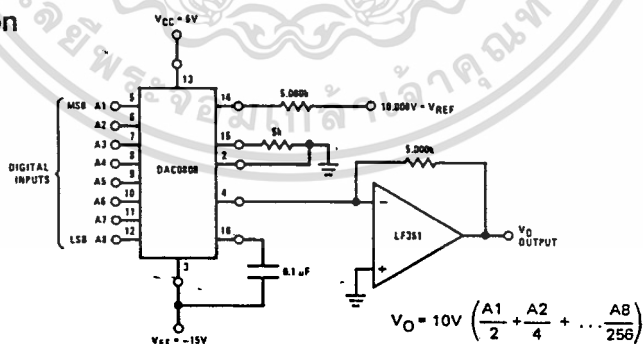 on
VCC = 5V
13
MSB A1 5
A2 6
A3 7
A4 8
A5 9
A6 10
A7 11
LSB A8 12
DIGITAL
INPUTS
DAC0808
14
5.000k
10.000V = VREF
15
5k
2
4
5.000k
16
LF351
VO
OUTPUT
0.1 μF
3
VEE = -15V
VO = 10V (A1/2 + A2/4 + ... A8/256)